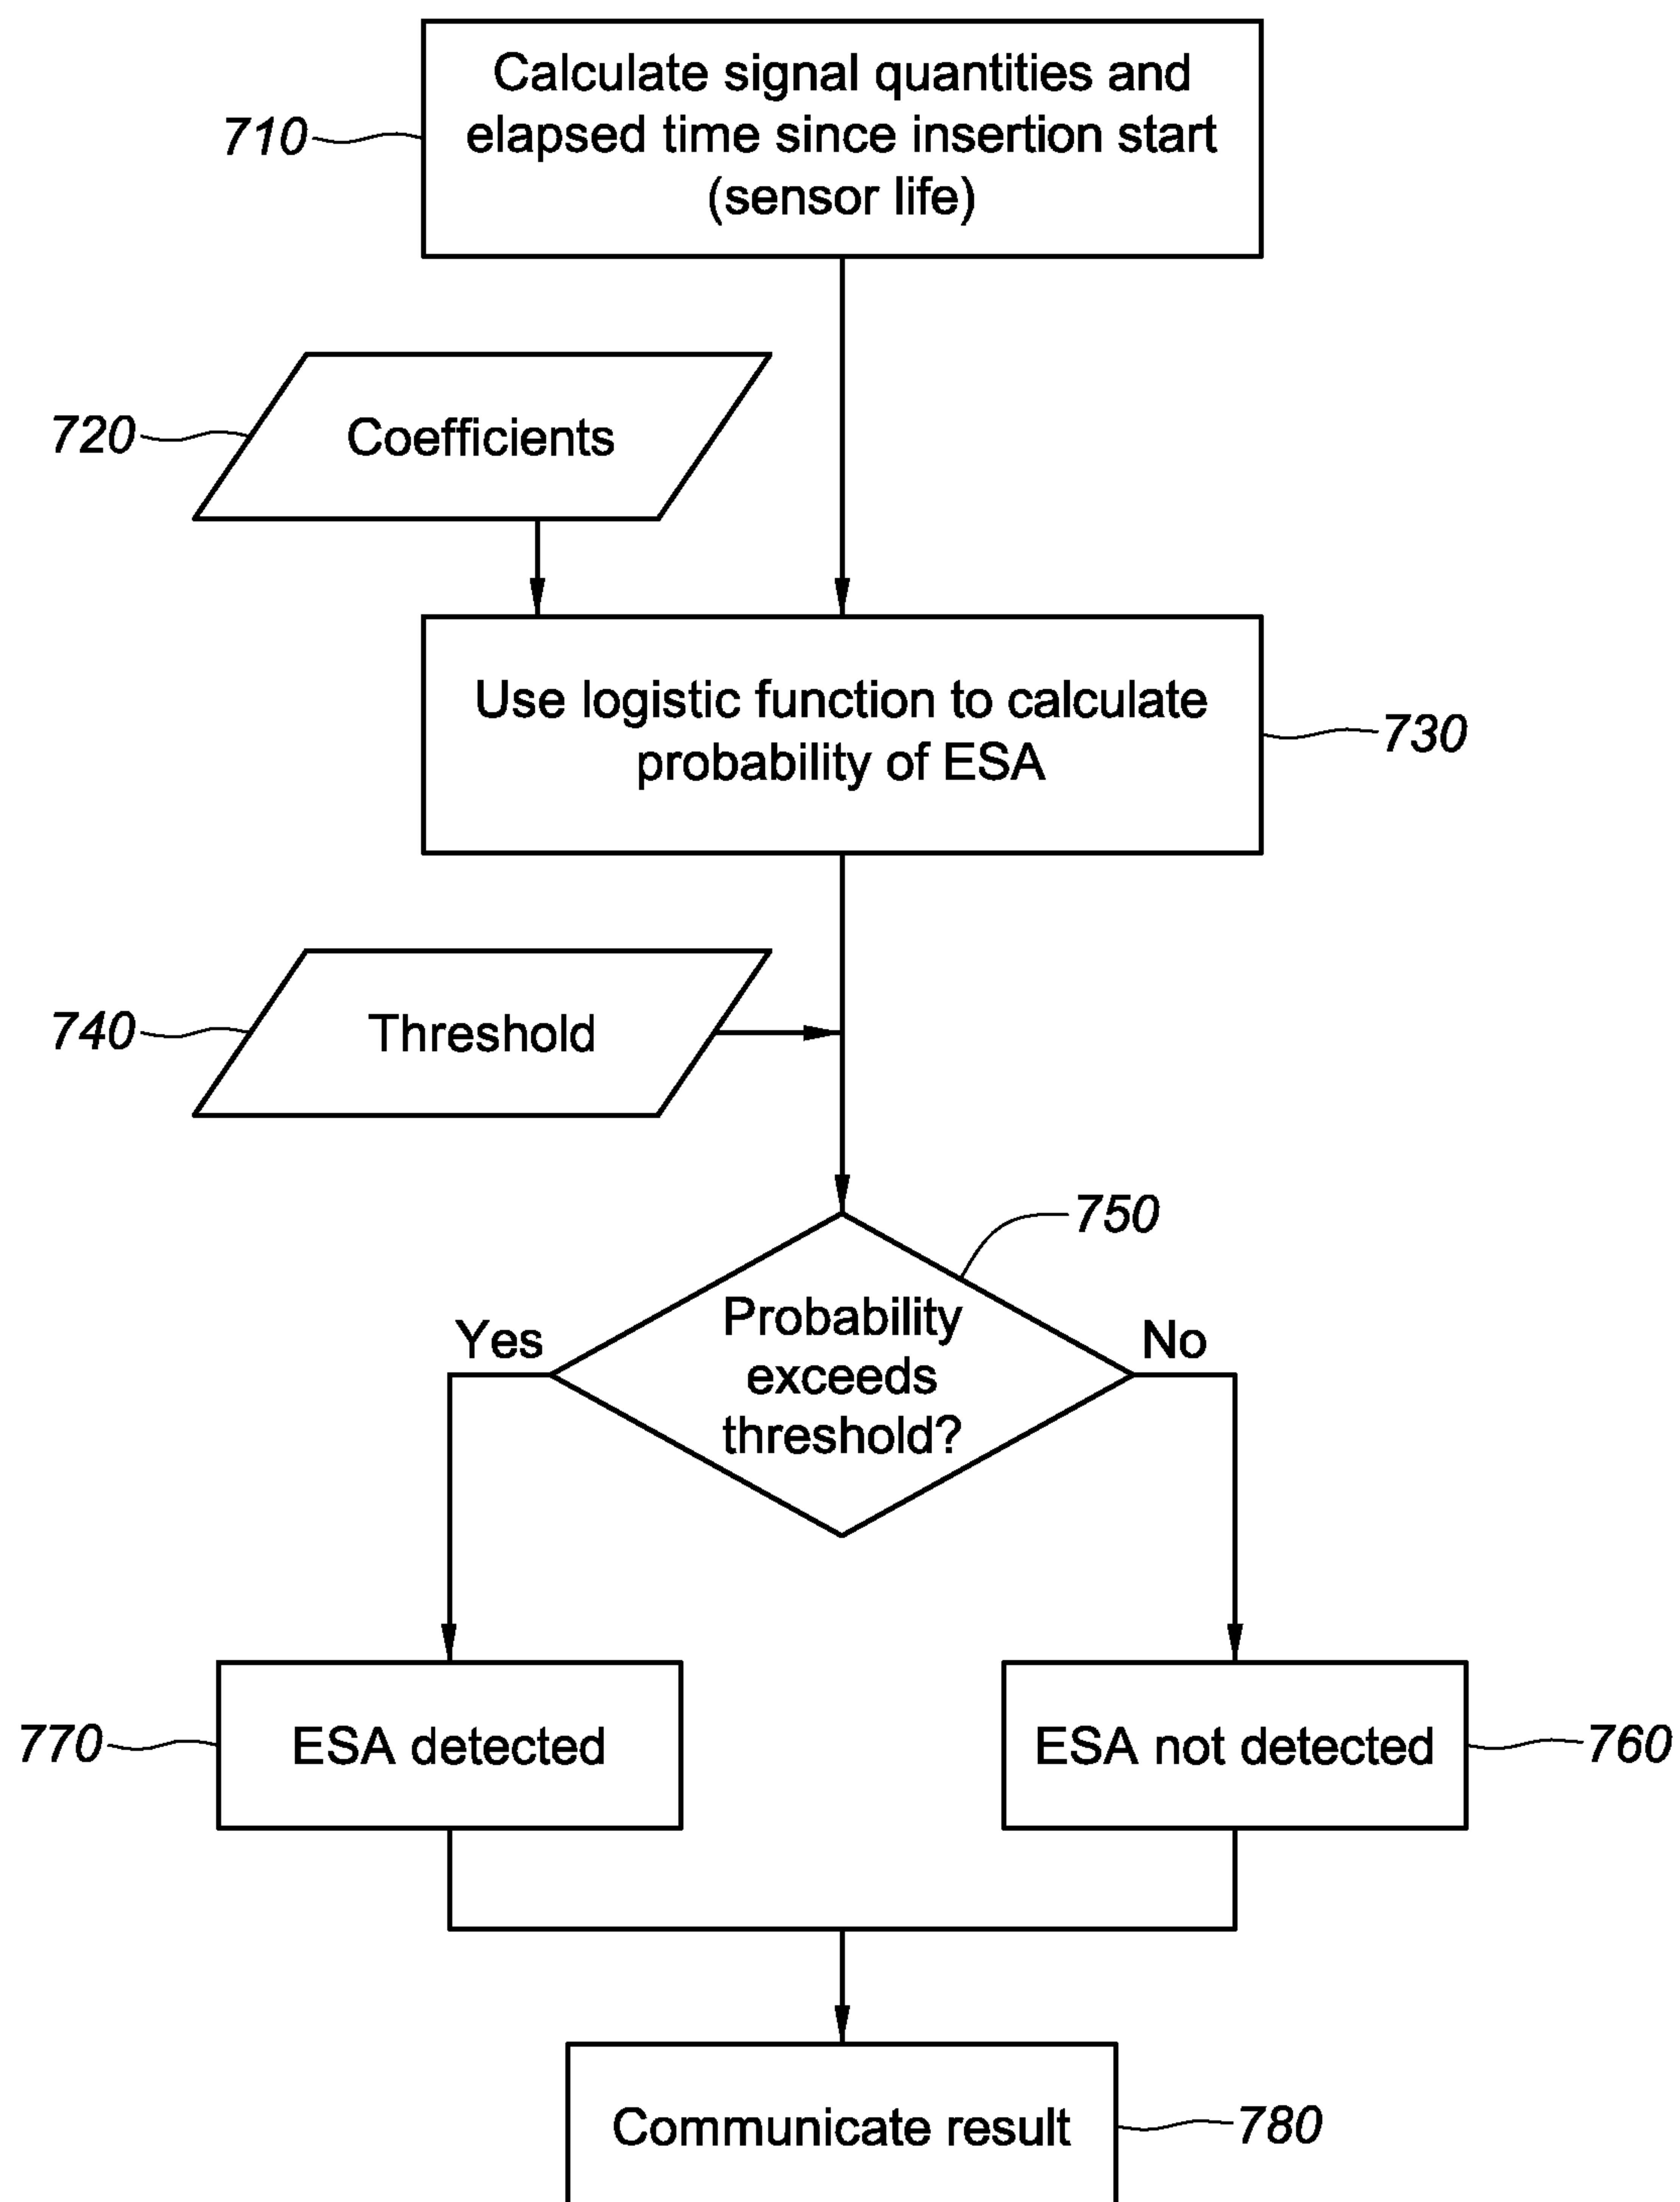 Calculate signal quantities and
elapsed time since insertion start
(sensor life)
710
720
Coefficients
Use logistic function to calculate
probability of ESA
730
740
Threshold
750
Probability
exceeds
threshold?
Yes
No
770
ESA detected
ESA not detected
760
Communicate result
780